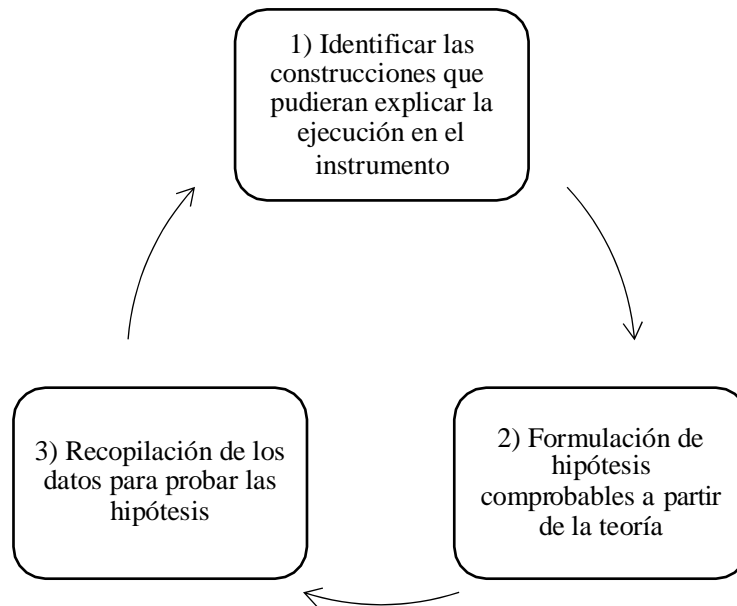 1) Identificar las
construcciones que
pudieran explicar la
ejecución en el
instrumento
2) Formulación de
hipótesis
comprobables a partir
de la teoría
3) Recopilación de los
datos para probar las
hipótesis